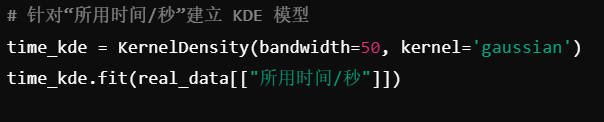 # 针对“所用时间/秒”建立 KDE 模型
time_kde = KernelDensity(bandwidth=50, kernel='gaussian')
time_kde.fit(real_data[["所用时间/秒"]])